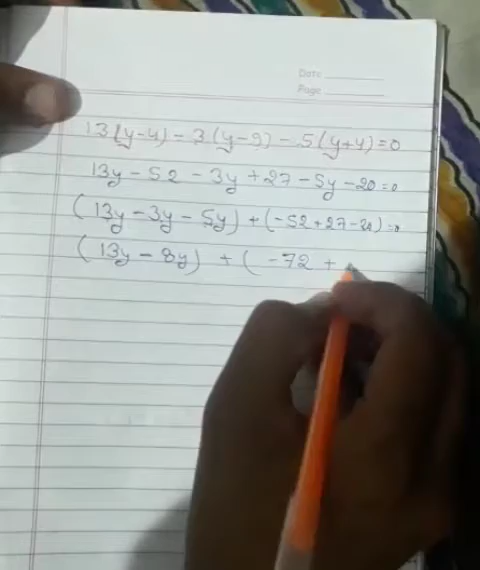 Date
Page
13(y-4) - 3(y-9) - 5(y+4) = 0
13y - 52 - 3y + 27 - 5y - 20 = 0
(13y - 3y - 5y) + (-52 + 27 - 20) = 0
(13y - 8y) + (-72 +